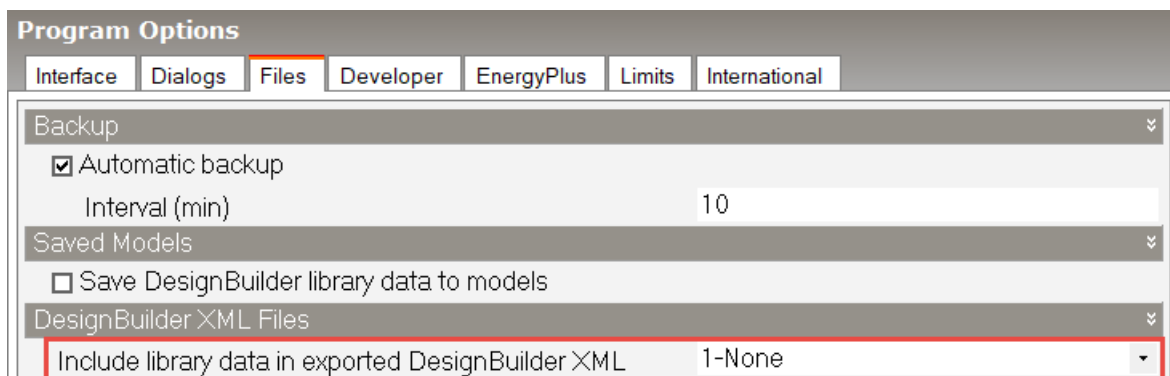 Program Options
Interface Dialogs Files Developer EnergyPlus Limits International
Backup
Automatic backup
Interval (min) 10
Saved Models
Save DesignBuilder library data to models
DesignBuilder XML Files
Include library data in exported DesignBuilder XML 1-None